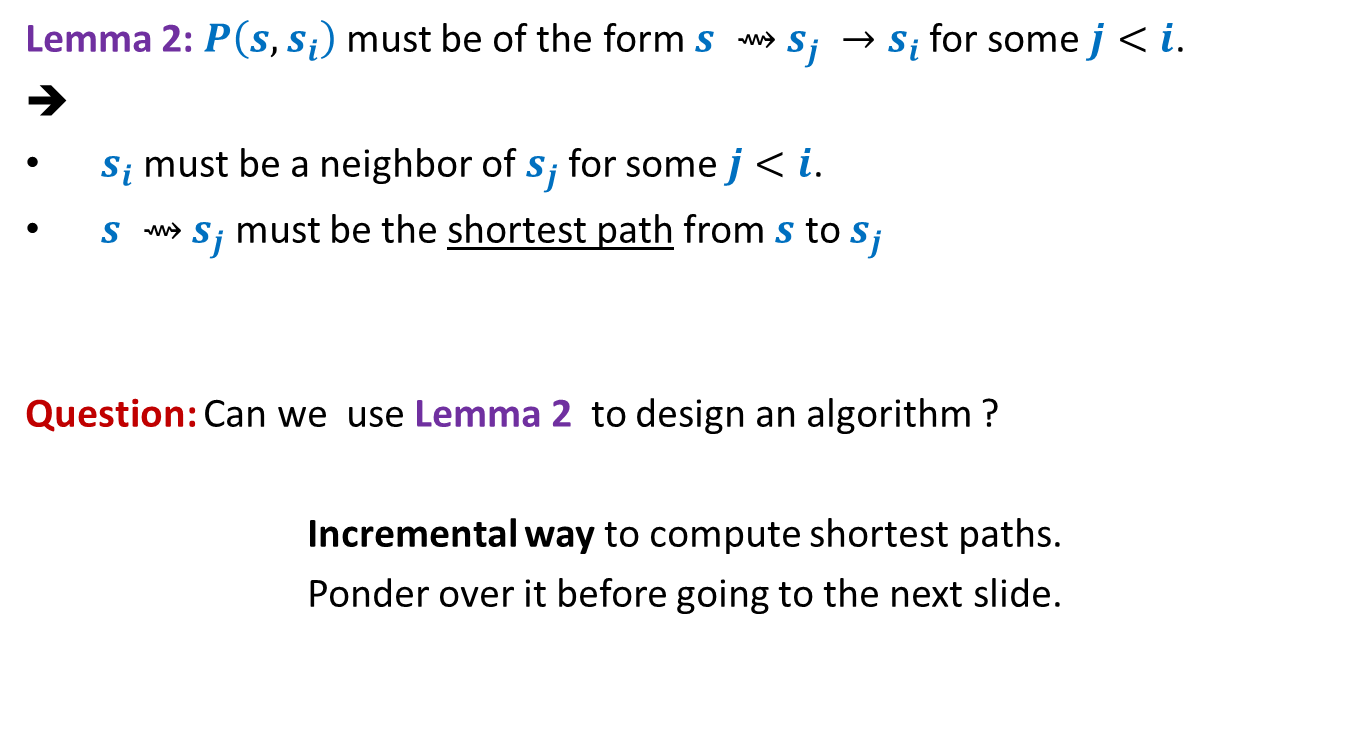 Lemma 2: P(s, sᵢ) must be of the form s ⇝ sⱼ → sᵢ for some j < i.
➔
• sᵢ must be a neighbor of sⱼ for some j < i.
• s ⇝ sⱼ must be the shortest path from s to sⱼ
Question: Can we use Lemma 2 to design an algorithm ?
Incremental way to compute shortest paths.
Ponder over it before going to the next slide.